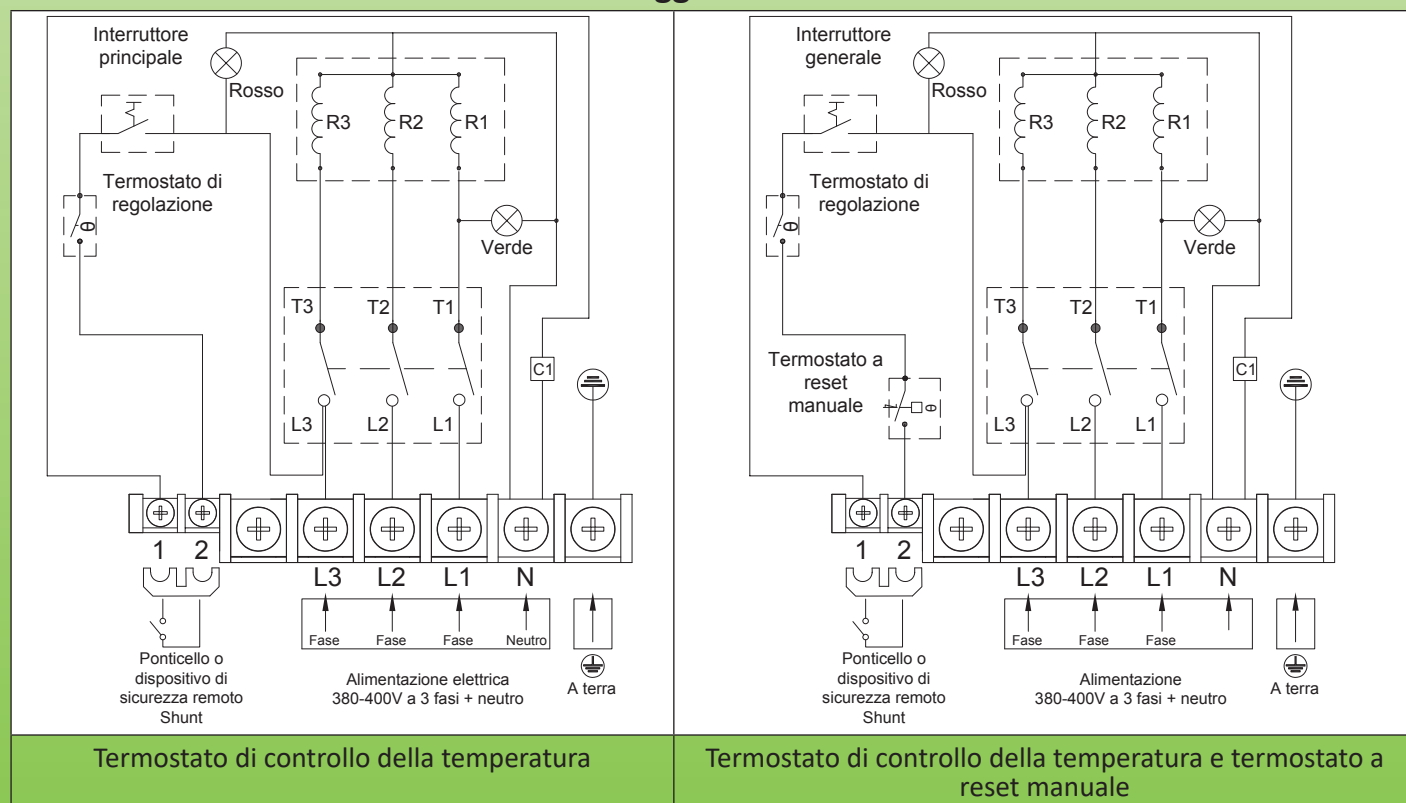 gg
Interruttore
principale
Rosso
R3
R2
R1
Termostato di
regolazione
θ
Verde
T3
T2
T1
C1
L3
L2
L1
1
2
L3
L2
L1
N
Fase
Fase
Fase
Neutro
Ponticello o
dispositivo di
sicurezza remoto
Shunt
Alimentazione elettrica
380-400V a 3 fasi + neutro
A terra
Termostato di controllo della temperatura
Interruttore
generale
Rosso
R3
R2
R1
Termostato di
regolazione
θ
Verde
T3
T2
T1
Termostato a
reset
manuale
θ
C1
L3
L2
L1
1
2
L3
L2
L1
N
Fase
Fase
Fase
Ponticello o
dispositivo di
sicurezza remoto
Shunt
Alimentazione
380-400V a 3 fasi + neutro
A terra
Termostato di controllo della temperatura e termostato a
reset manuale